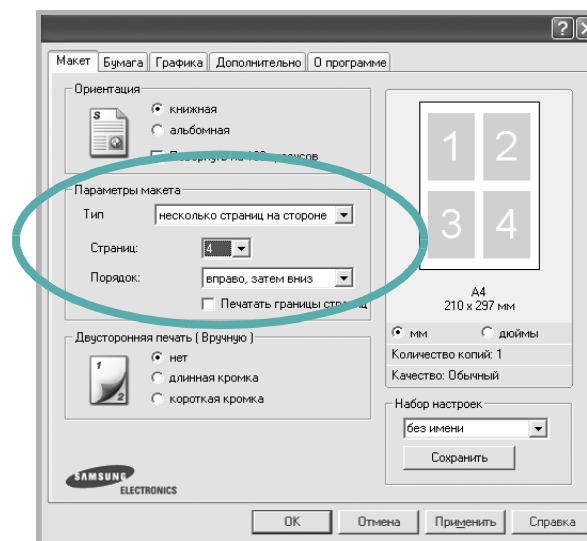 Макет Бумага Графика Дополнительно О программе
Ориентация
S
книжная
альбомная
Параметры макета
Тип несколько страниц на стороне
Страниц: 4
Порядок: вправо, затем вниз
Печатать границы страниц
Двусторонняя печать ( Вручную )
1
2
нет
длинная кромка
короткая кромка
SAMSUNG
ELECTRONICS
1 2
3 4
A4
210 x 297 мм
мм дюймы
Количество копий: 1
Качество: Обычный
Набор настроек
без имени
Сохранить
OK Отмена Применить Справка